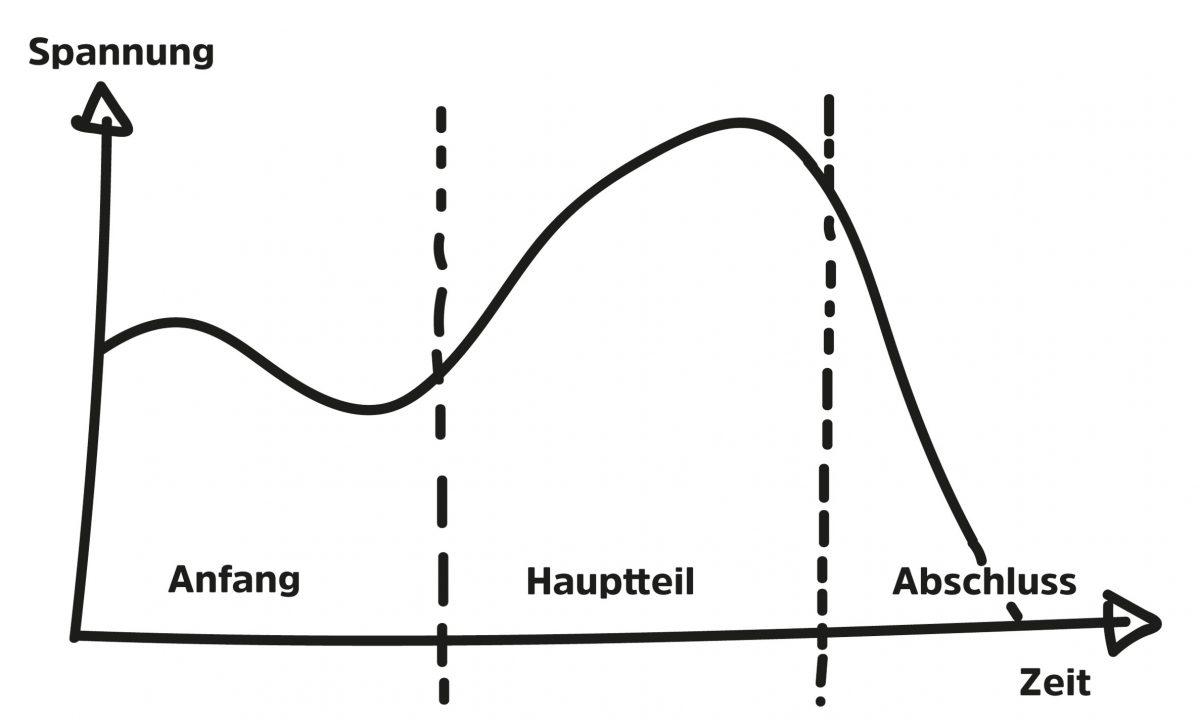 Spannung
Anfang
Hauptteil
Abschluss
Zeit